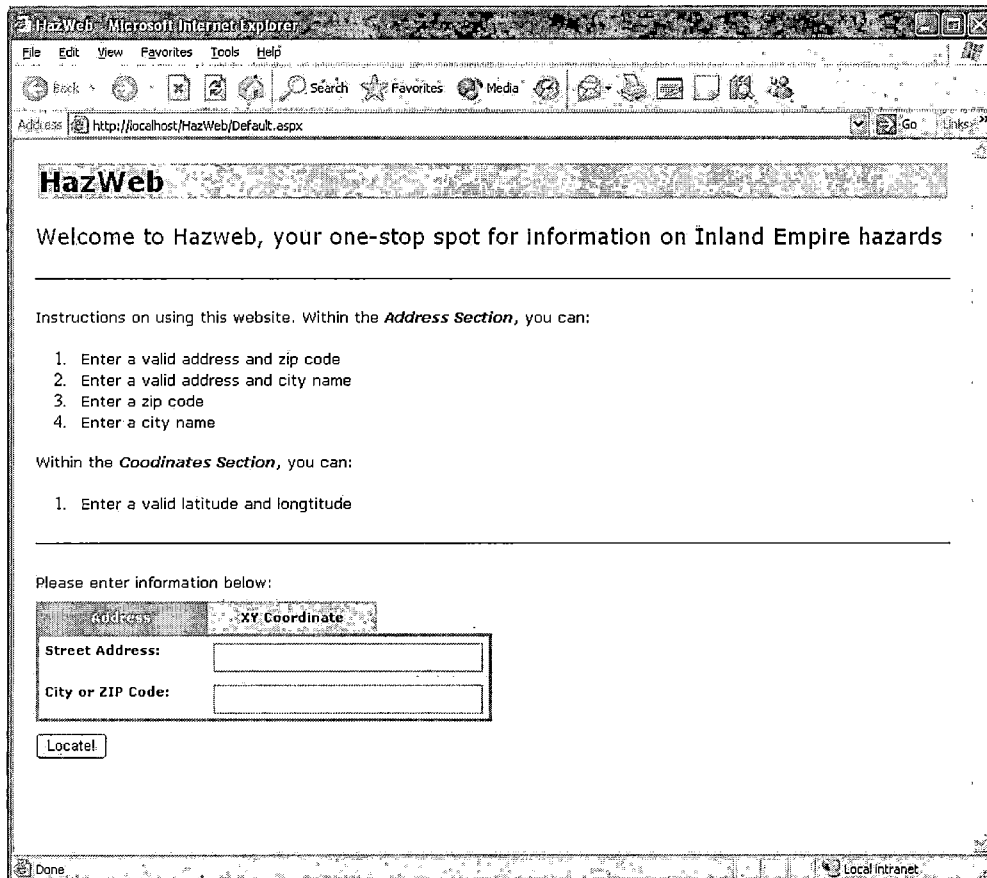 HazWeb - Microsoft Internet Explorer
File Edit View Favorites Tools Help
Back Search Favorites Media
Address http://localhost/HazWeb/Default.aspx Go Links »
HazWeb
Welcome to Hazweb, your one-stop spot for information on Inland Empire hazards
Instructions on using this website. Within the Address Section, you can:
1. Enter a valid address and zip code
2. Enter a valid address and city name
3. Enter a zip code
4. Enter a city name
Within the Coodinates Section, you can:
1. Enter a valid latitude and longtitude
Please enter information below:
Address XY Coordinate
Street Address:
City or ZIP Code:
Locate!
Done Local intranet